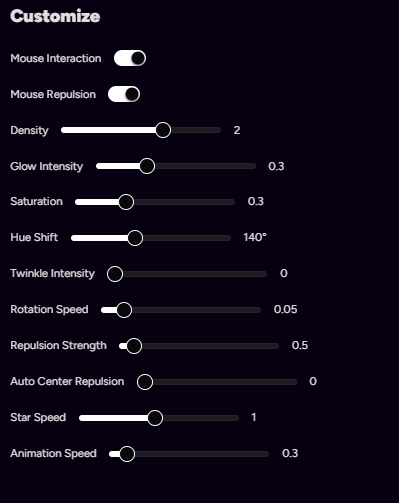 Customize
Mouse Interaction
Mouse Repulsion
Density 2
Glow Intensity 0.3
Saturation 0.3
Hue Shift 140°
Twinkle Intensity 0
Rotation Speed 0.05
Repulsion Strength 0.5
Auto Center Repulsion 0
Star Speed 1
Animation Speed 0.3